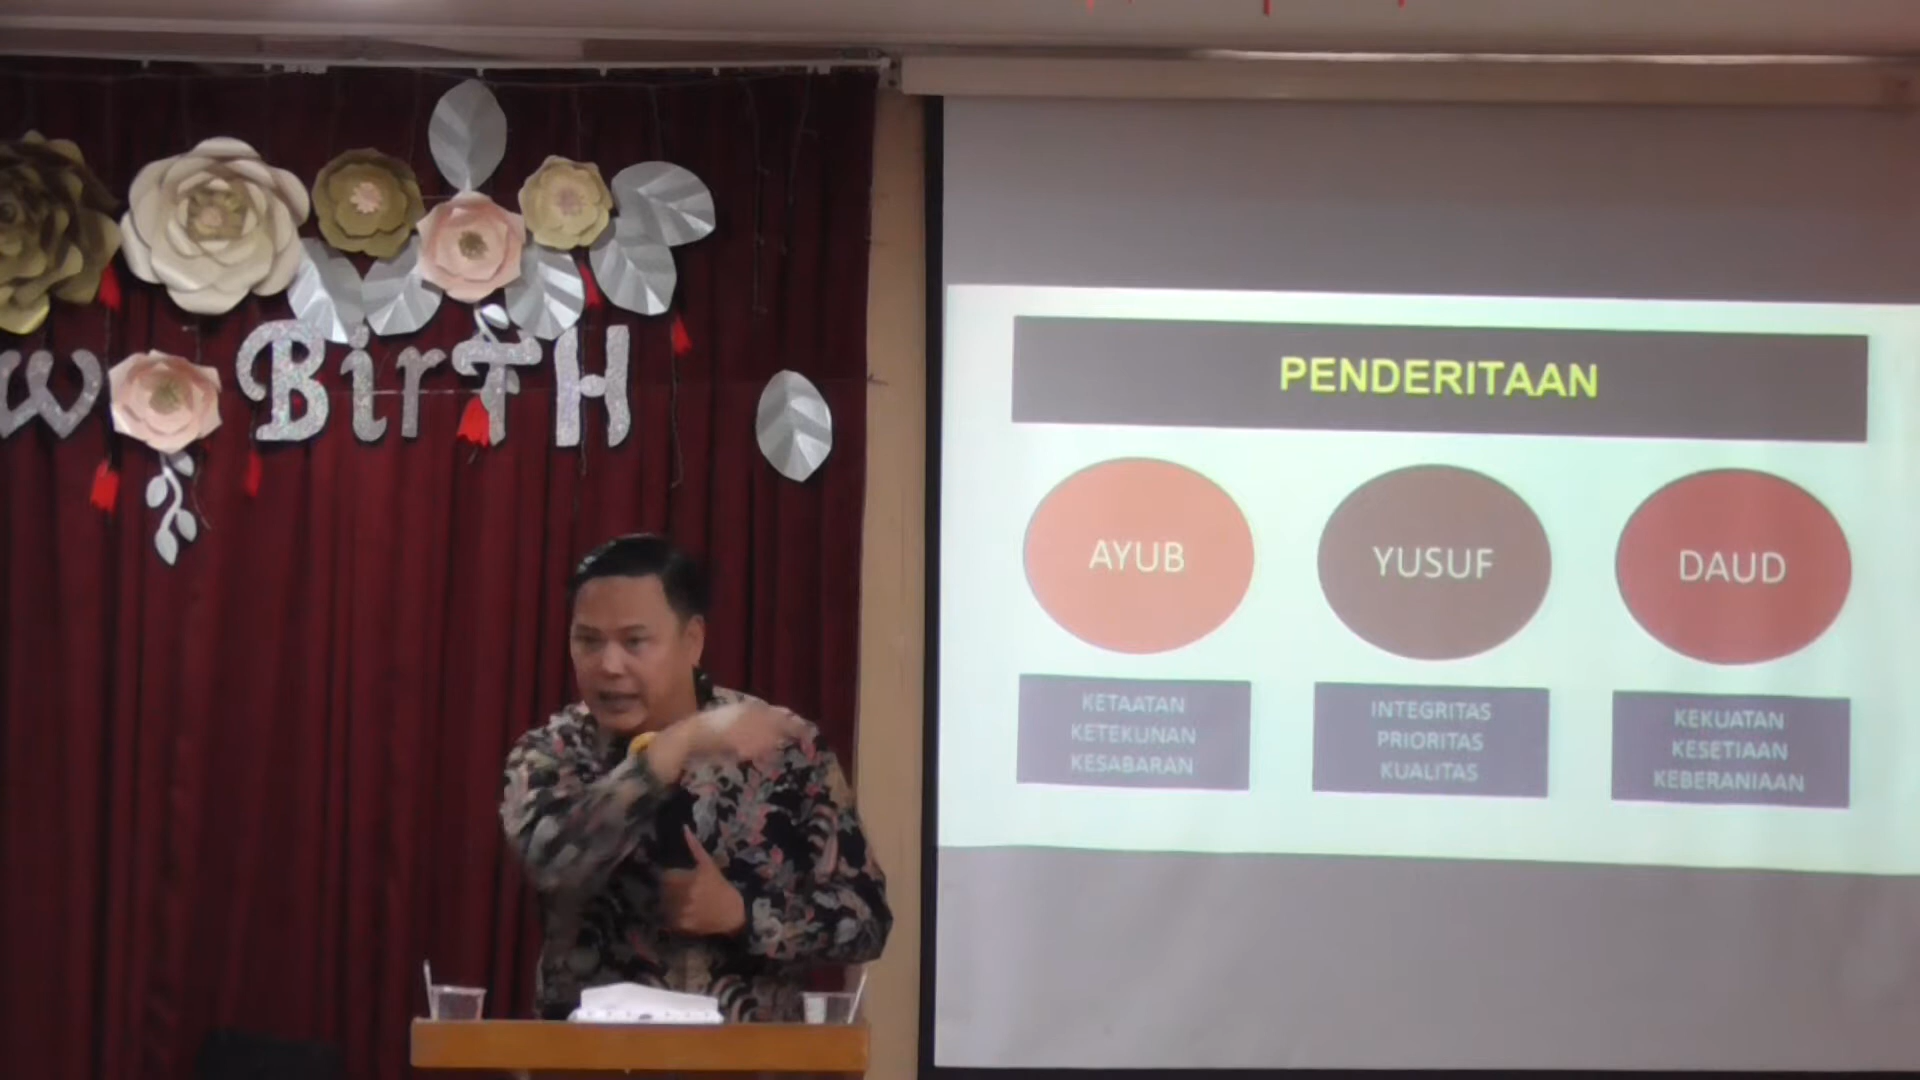 w BirTH
PENDERITAAN
AYUB
YUSUF
DAUD
KETAATAN
KETEKUNAN
KESABARAN
INTEGRITAS
PRIORITAS
KUALITAS
KEKUATAN
KESETIAAN
KEBERANIAAN